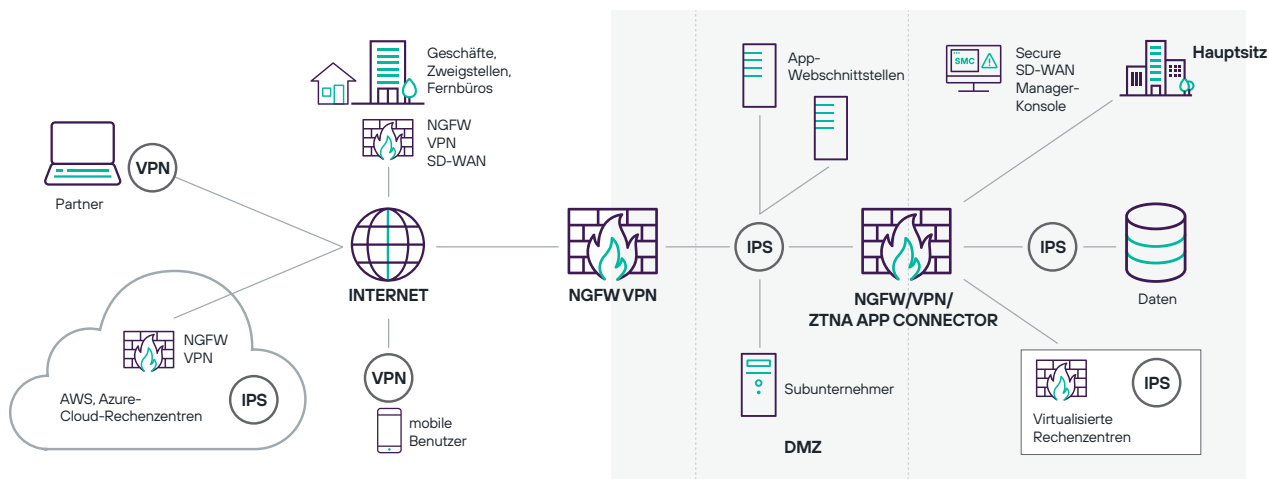 Geschäfte,
Zweigstellen,
Fernbüros
NGFW
VPN
SD-WAN
VPN
Partner
INTERNET
NGFW
VPN
AWS, Azure-
Cloud-Rechenzentren
IPS
VPN
mobile
Benutzer
NGFW VPN
App-
Webschnittstellen
IPS
Subunternehmer
DMZ
SMC
Secure
SD-WAN
Manager-
Konsole
Hauptsitz
NGFW/VPN/
ZTNA APP CONNECTOR
IPS
Daten
IPS
Virtualisierte
Rechenzentren